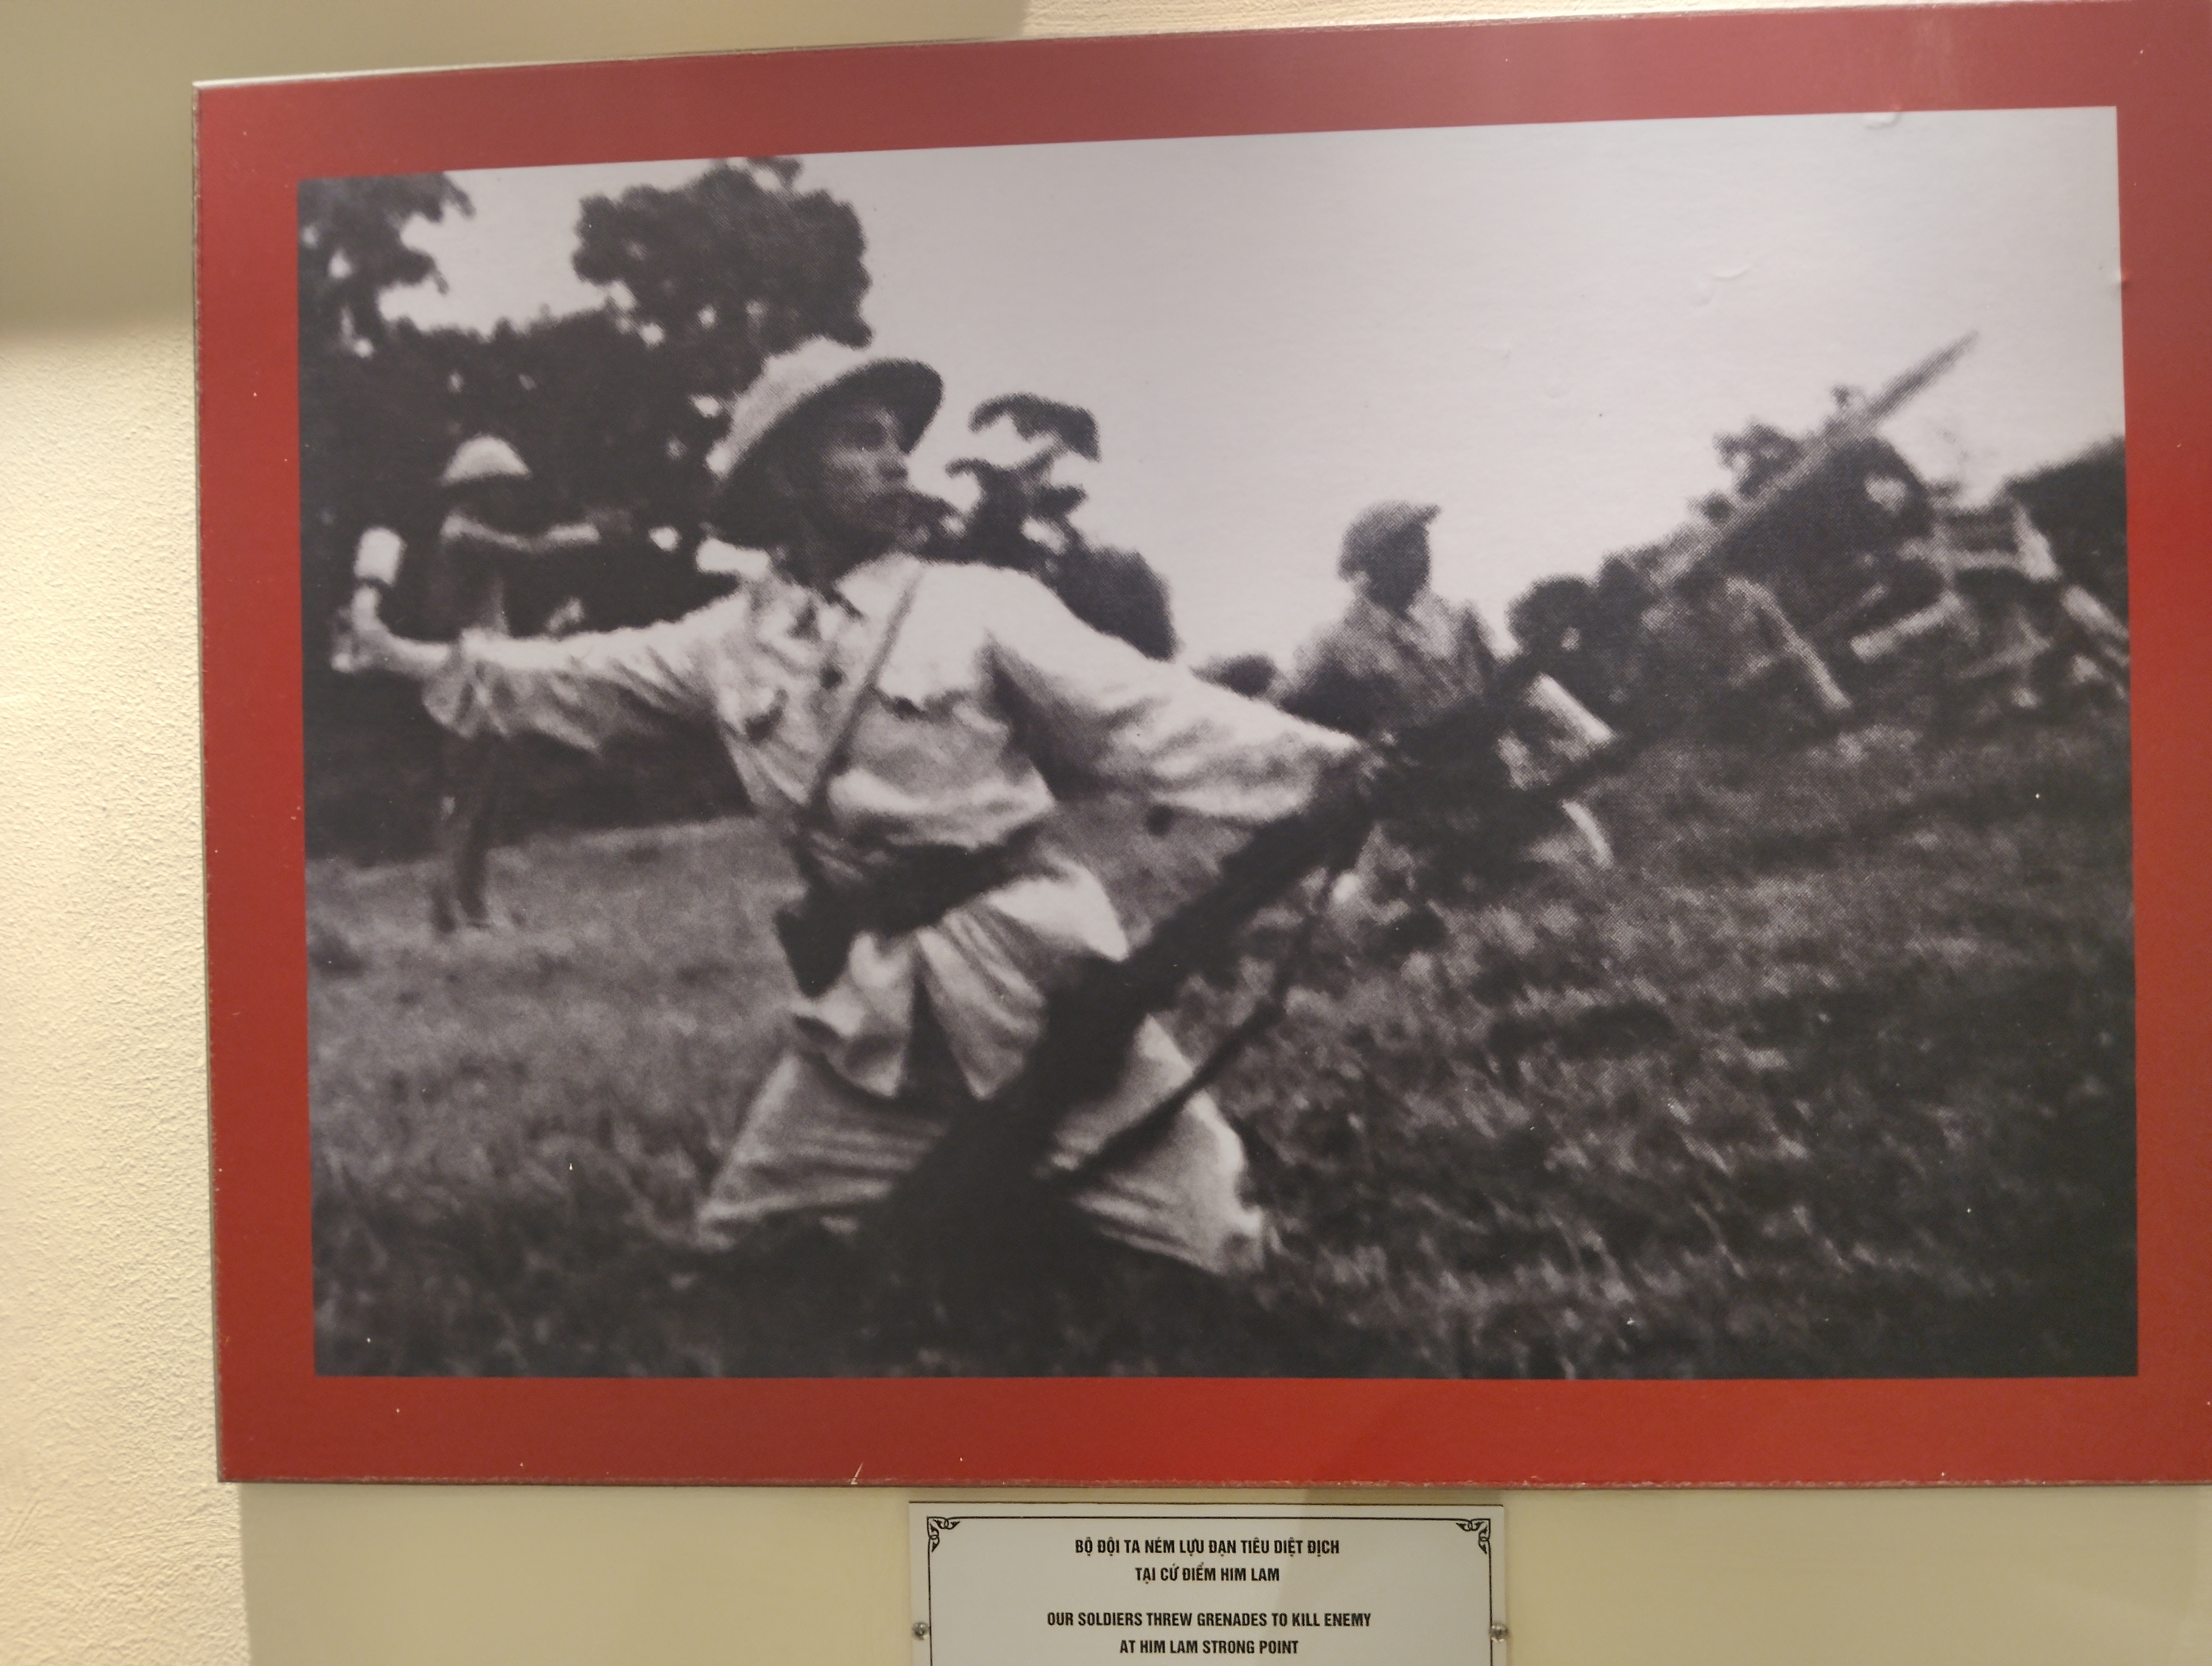 BỘ ĐỘI TA NÉM LỰU ĐẠN TIÊU DIỆT ĐỊCH
TẠI CỨ ĐIỂM HIM LAM
OUR SOLDIERS THREW GRENADES TO KILL ENEMY
AT HIM LAM STRONG POINT